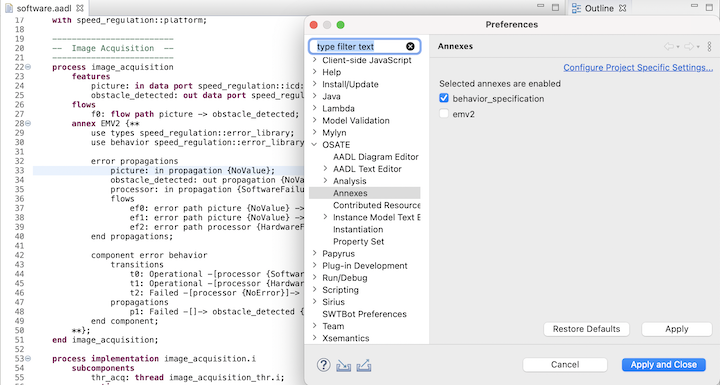 software.aadl
Outline
17 with speed_regulation::platform;
18
19 -------------------------
20 -- Image Acquisition --
21 -------------------------
22 process image_acquisition
23 features
24 picture: in data port speed_regulation::icd:
25 obstacle_detected: out data port speed_regul
26 flows
27 f0: flow path picture -> obstacle_detected;
28 annex EMV2 {**
29 use types speed_regulation::error_library;
30 use behavior speed_regulation::error_library
31
32 error propagations
33 picture: in propagation {NoValue};
34 obstacle_detected: out propagation {NoVa
35 processor: in propagation {SoftwareFailu
36 flows
37 ef0: error path picture {NoValue} ->
38 ef1: error path picture {NoValue} ->
39 ef2: error path processor {HardwareF
40 end propagations;
41
42 component error behavior
43 transitions
44 t0: Operational -[processor {Softwar
45 t1: Operational -[processor {Hardwar
46 t2: Failed -[processor {NoError}]->
47 propagations
48 p1: Failed -[]-> obstacle_detected {
49 end component;
50 **};
51 end image_acquisition;
52
53 process implementation image_acquisition.i
54 subcomponents
55 thr_acq: thread image_acquisition_thr.i;
Preferences
type filter text
Client-side JavaScript
Help
Install/Update
Java
Lambda
Model Validation
Mylyn
OSATE
AADL Diagram Editor
AADL Text Editor
Analysis
Annexes
Contributed Resource
Instance Model Text E
Instantiation
Property Set
Papyrus
Plug-in Development
Run/Debug
Scripting
Sirius
SWTBot Preferences
Team
Xsemantics
Annexes
Configure Project Specific Settings...
Selected annexes are enabled
behavior_specification
emv2
Restore Defaults
Apply
?
Cancel
Apply and Close